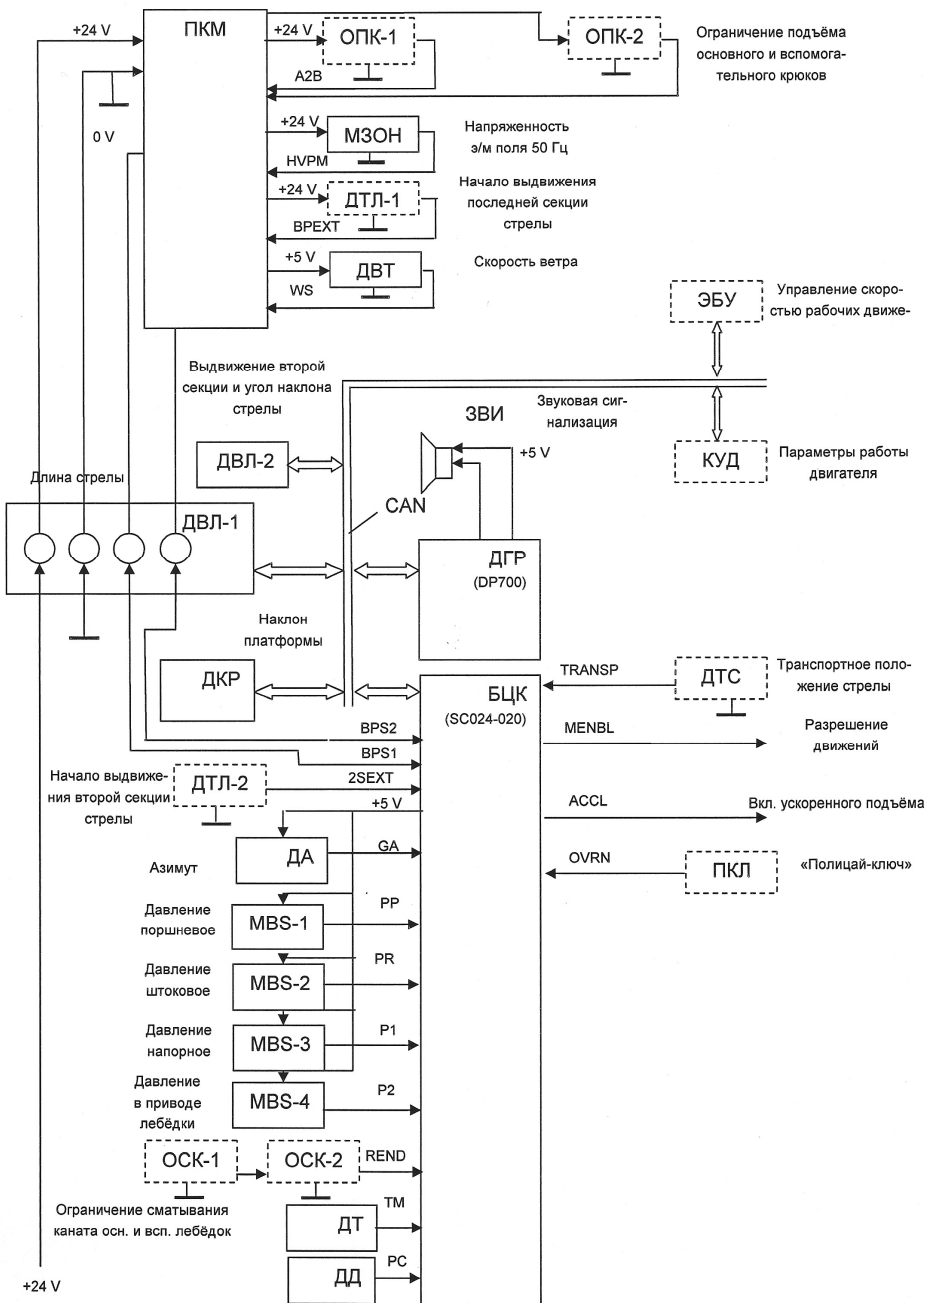 +24 V
ПКМ
+24 V
ОПК-1
ОПК-2
Ограничение подъёма
основного и вспомога-
тельного крюков
A2B
0 V
+24 V
МЗОН
Напряженность
э/м поля 50 Гц
HVPM
+24 V
ДТЛ-1
Начало выдвижения
последней секции
стрелы
BPEXT
+5 V
ДВТ
Скорость ветра
WS
ЭБУ
Управление скоро-
стью рабочих движе-
Выдвижение второй
секции и угол наклона
стрелы
Звуковая сиг-
нализация
ЗВИ
+5 V
ДВЛ-2
КУД
Параметры работы
двигателя
Длина стрелы
CAN
ДВЛ-1
ДГР
(DP700)
Наклон
платформы
ДКР
БЦК
(SC024-020)
TRANSP
ДТС
Транспортное поло-
жение стрелы
BPS2
MENBL
Разрешение
движений
BPS1
Начало выдвиже-
ния второй секции
стрелы
ДТЛ-2
2SEXT
+5 V
ACCL
Вкл. ускоренного подъёма
Азимут
ДА
GA
OVRN
ПКЛ
«Полицай-ключ»
Давление
поршневое
MBS-1
PP
Давление
штоковое
MBS-2
PR
Давление
напорное
MBS-3
P1
Давление
в приводе
лебёдки
MBS-4
P2
ОСК-1
ОСК-2
REND
Ограничение сматывания
каната осн. и всп. лебёдок
ДТ
TM
ДД
PC
+24 V